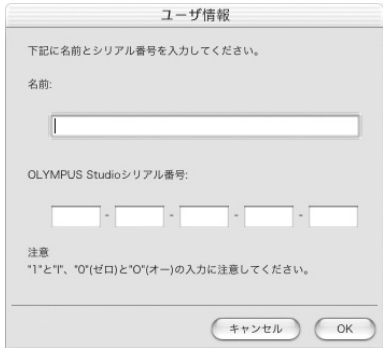 ユーザ情報
下記に名前とシリアル番号を入力してください。
名前:
OLYMPUS Studioシリアル番号:
- - - -
注意
"1"と"I"、"0"(ゼロ)と"O"(オー)の入力に注意してください。
キャンセル OK